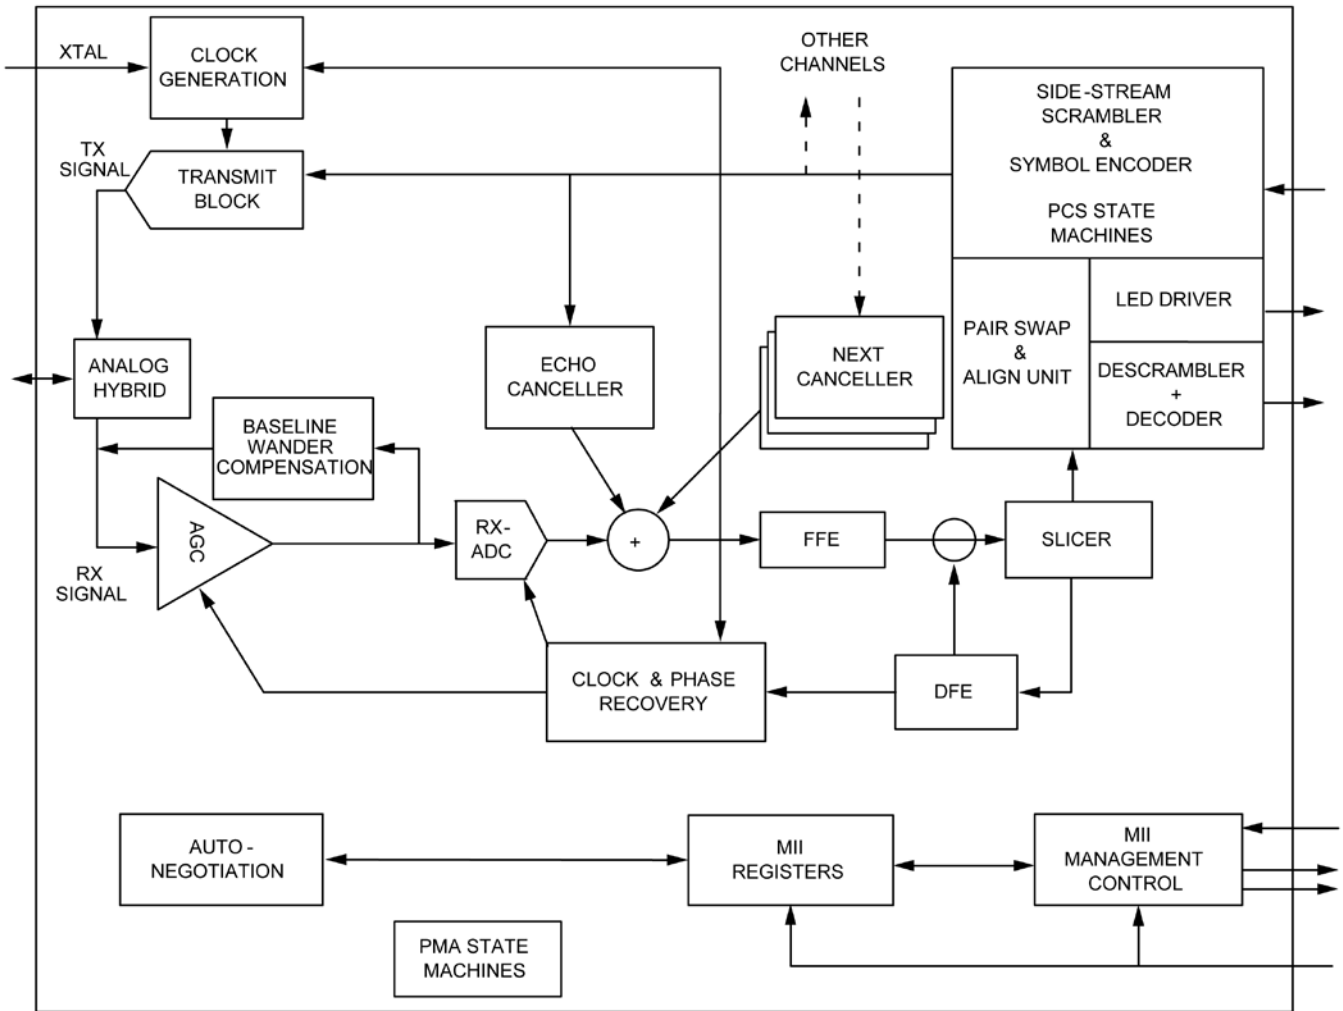 XTAL
CLOCK
GENERATION
OTHER
CHANNELS
TX
SIGNAL
TRANSMIT
BLOCK
SIDE-STREAM
SCRAMBLER
&
SYMBOL ENCODER
PCS STATE
MACHINES
LED DRIVER
PAIR SWAP
&
ALIGN UNIT
DESCRAMBLER
+
DECODER
ANALOG
HYBRID
ECHO
CANCELLER
NEXT
CANCELLER
BASELINE
WANDER
COMPENSATION
AGC
RX-
ADC
+
FFE
SLICER
RX
SIGNAL
CLOCK & PHASE
RECOVERY
DFE
AUTO-
NEGOTIATION
MII
REGISTERS
MII
MANAGEMENT
CONTROL
PMA STATE
MACHINES